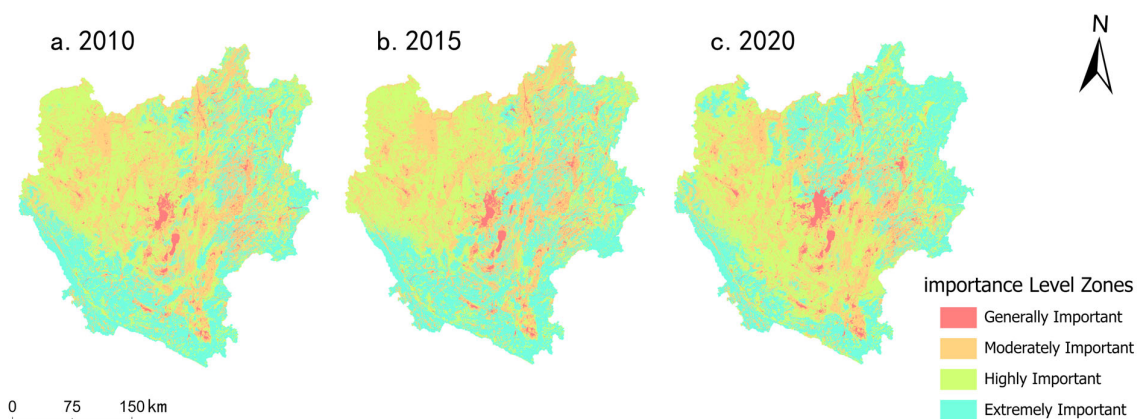 a. 2010
b. 2015
c. 2020
N
importance Level Zones
Generally Important
Moderately Important
Highly Important
Extremely Important
0 75 150 km